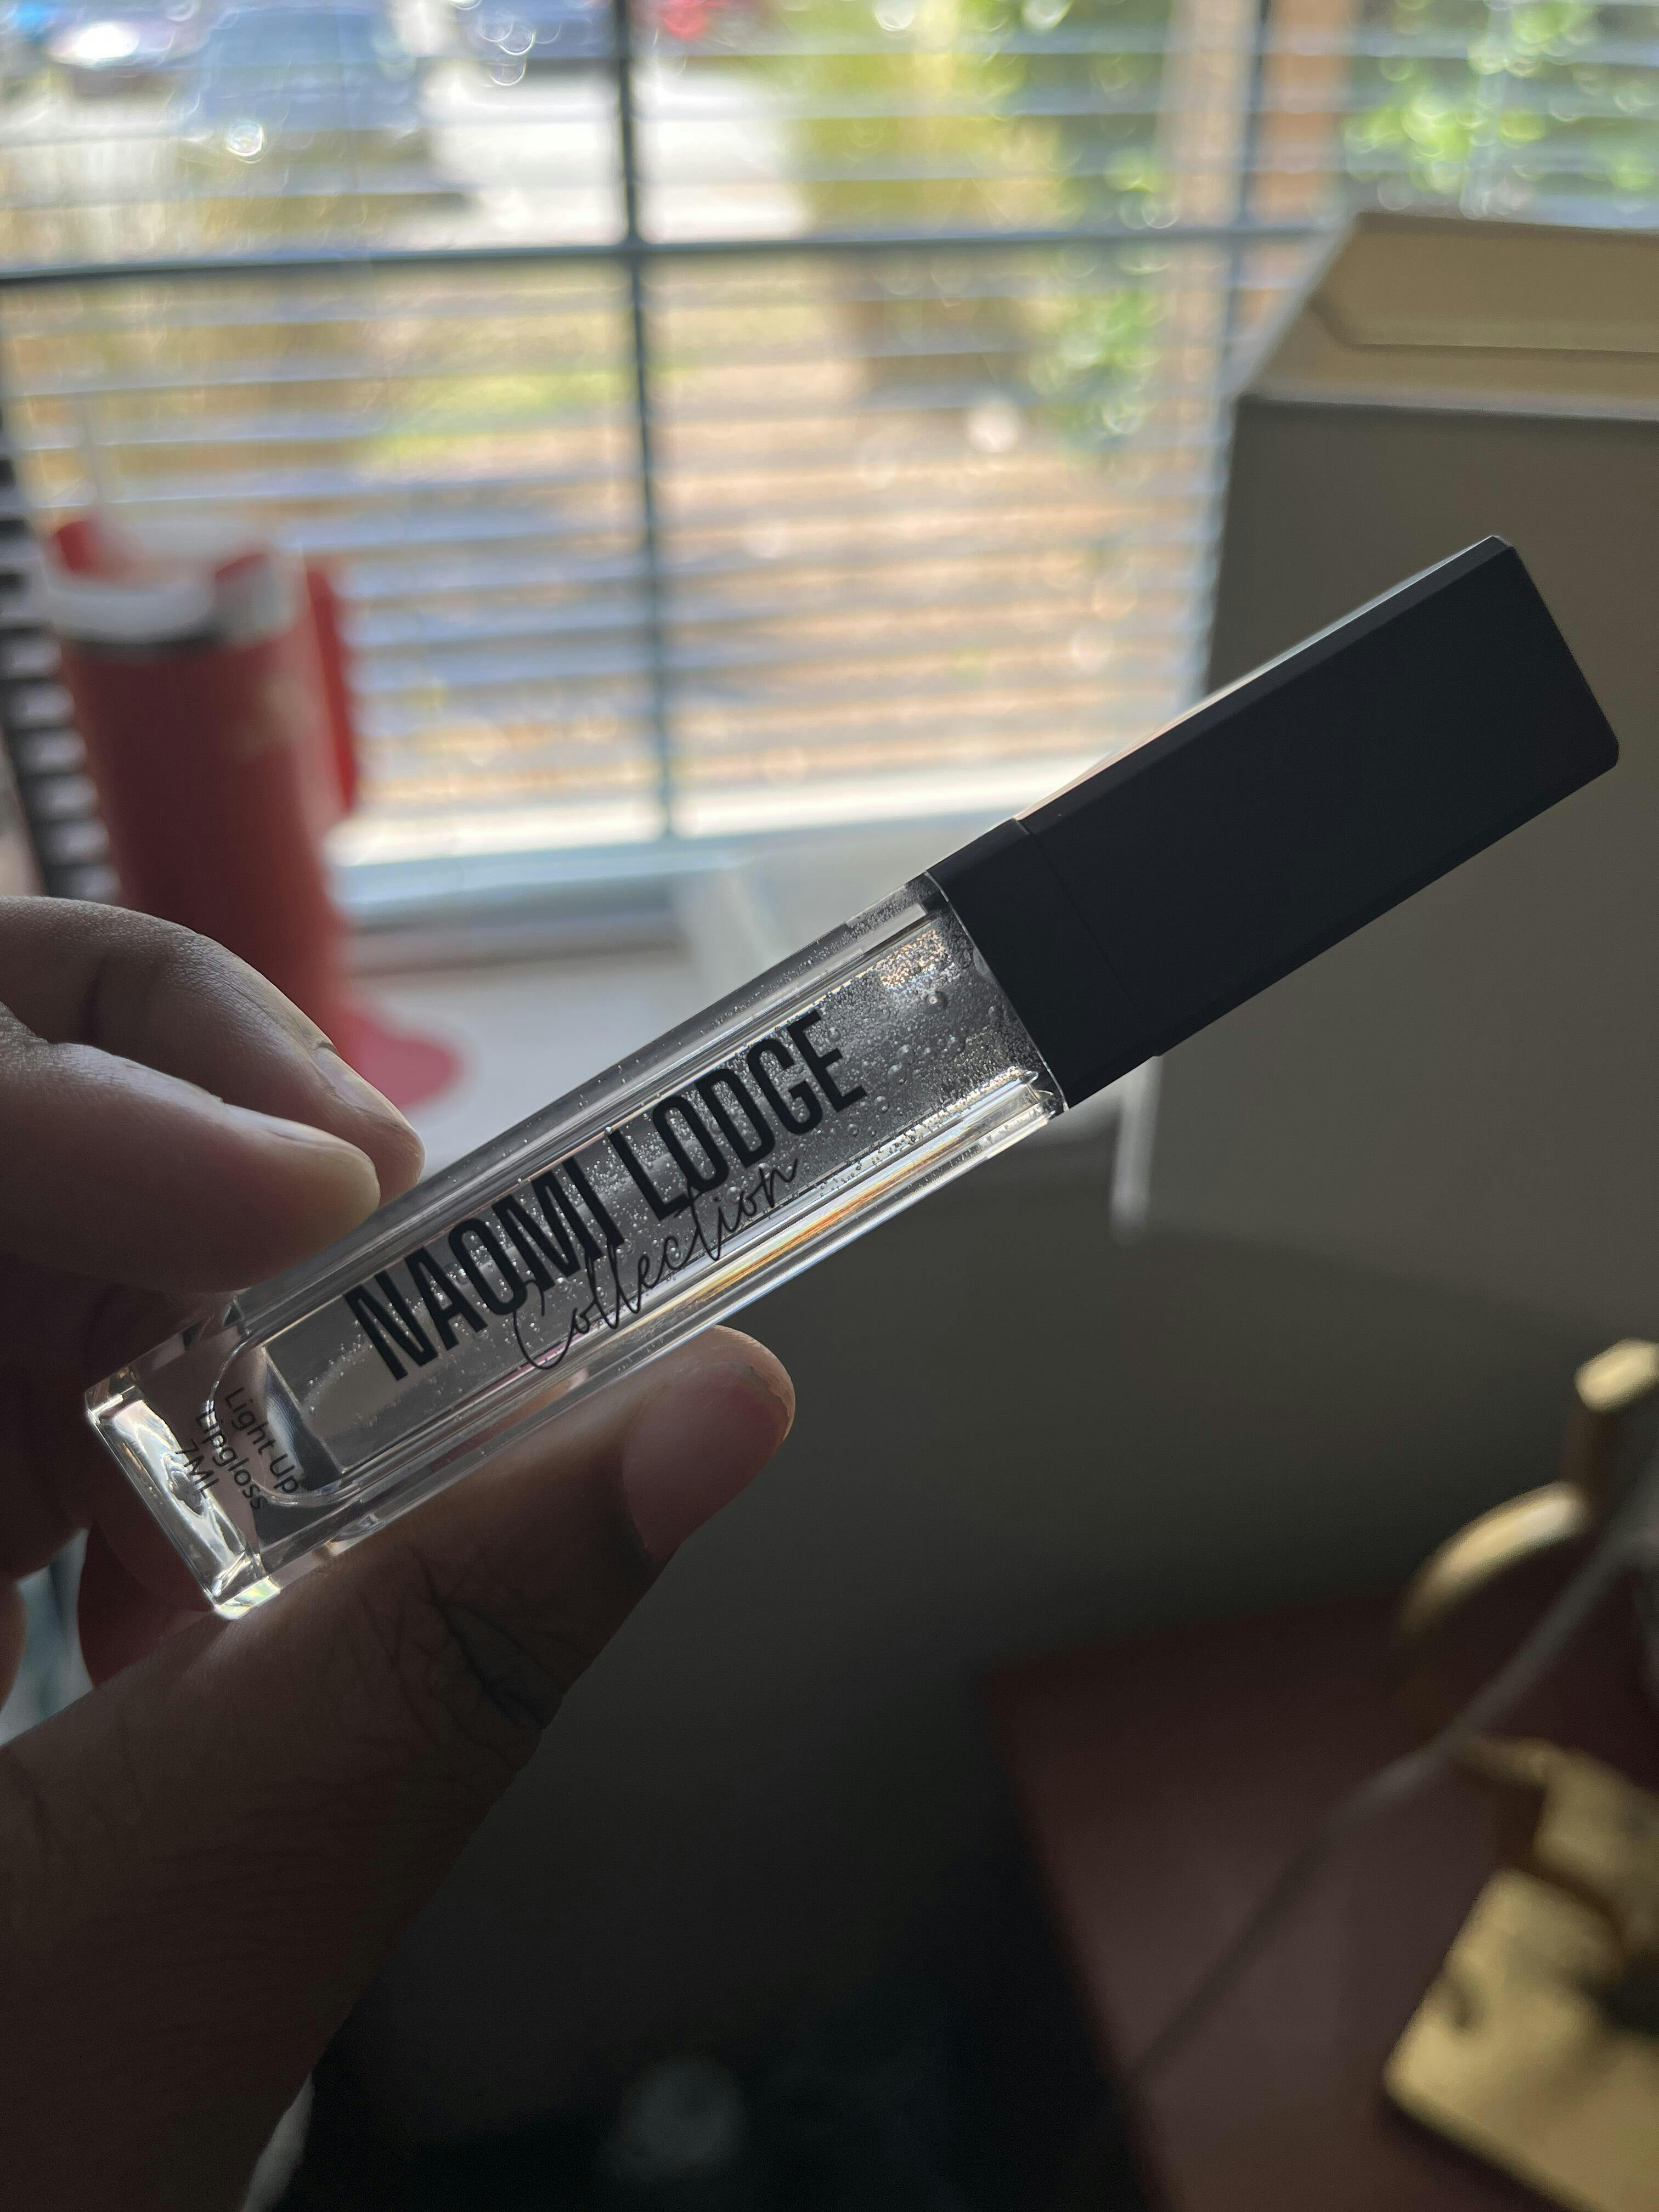 NAOMI LODGE
Collection
Light Up
Lipgloss
7ML